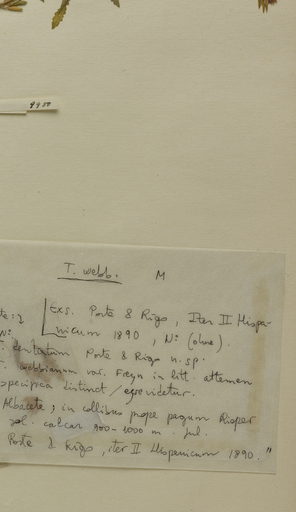 T. webb. M
Exs. Porta & Rigo, Iter II Hispa-
nicum 1890, No (ohne).
T. dentatum Porta & Rigo n. sp.
T. webbianum var. Freyn in litt. attamen
specifica distinct / videtur.
Albacete; in collibus prope pagum Rioper
sol. calcar 900-1000 m. Jul.
Porta & Rigo, iter II Hispanicum 1890."